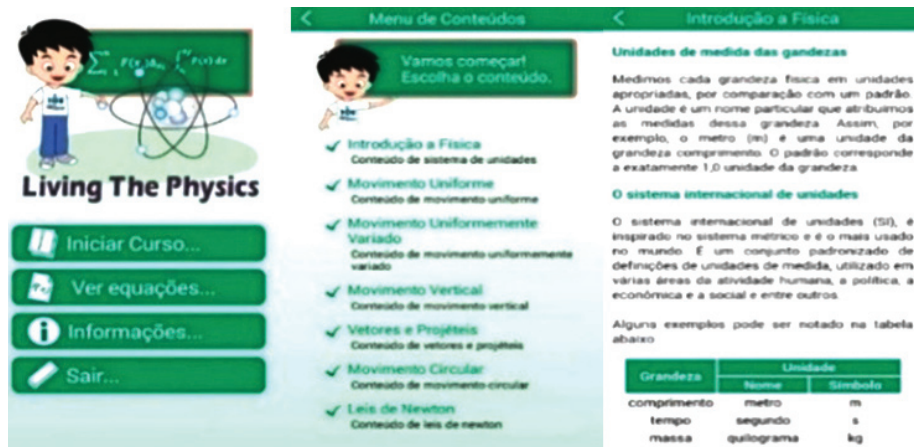 Living The Physics
Iniciar Curso...
Ver equações...
Informações...
Sair...
Menu de Conteúdos
Vamos começar!
Escolha o conteúdo.
Introdução a Física
Conteúdo de sistema de unidades
Movimento Uniforme
Conteúdo de movimento uniforme
Movimento Uniformemente
Variado
Conteúdo de movimento uniformemente
variado
Movimento Vertical
Conteúdo de movimento vertical
Vetores e Projéteis
Conteúdo de vetores e projéteis
Movimento Circular
Conteúdo de movimento circular
Leis de Newton
Conteúdo de leis de newton
Introdução a Física
Unidades de medida das gandezas
Medimos cada grandeza física em unidades
apropriadas, por comparação com um padrão.
A unidade é um nome particular que atribuímos
as medidas dessa grandeza. Assim, por
exemplo, o metro (m) é uma unidade da
grandeza comprimento. O padrão corresponde
a exatamente 1,0 unidade da grandeza
O sistema internacional de unidades
O sistema internacional de unidades (SI), é
inspirado no sistema métrico e é o mais usado
no mundo. É um conjunto padronizado de
definições de unidades de medida, utilizado em
várias áreas da atividade humana, a política, a
econômica e a social e entre outros.
Alguns exemplos pode ser notado na tabela
abaixo
Grandeza Unidade
Nome Símbolo
comprimento metro m
tempo segundo s
massa quilograma kg